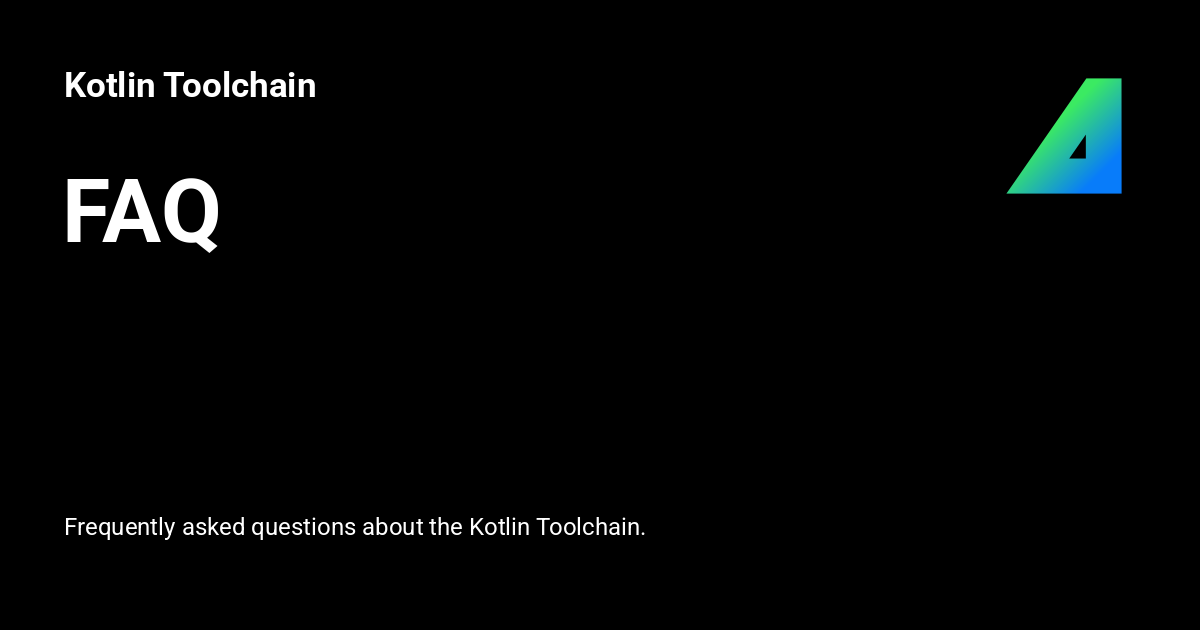 Kotlin Toolchain
FAQ
Frequently asked questions about the Kotlin Toolchain.